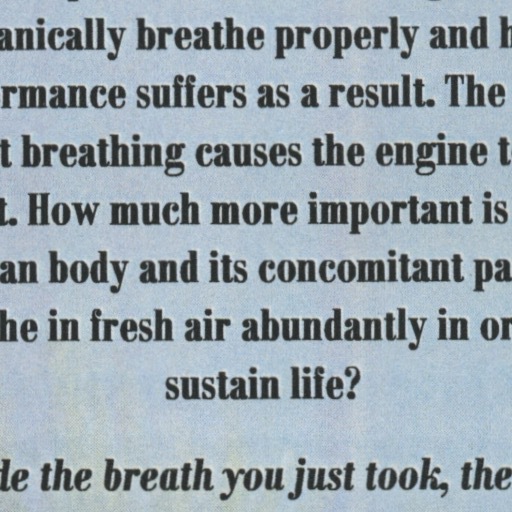 anically breathe properly and h
rmance suffers as a result. The
t breathing causes the engine t
t. How much more important is
an body and its concomitant pa
he in fresh air abundantly in or
sustain life?
de the breath you just took, the